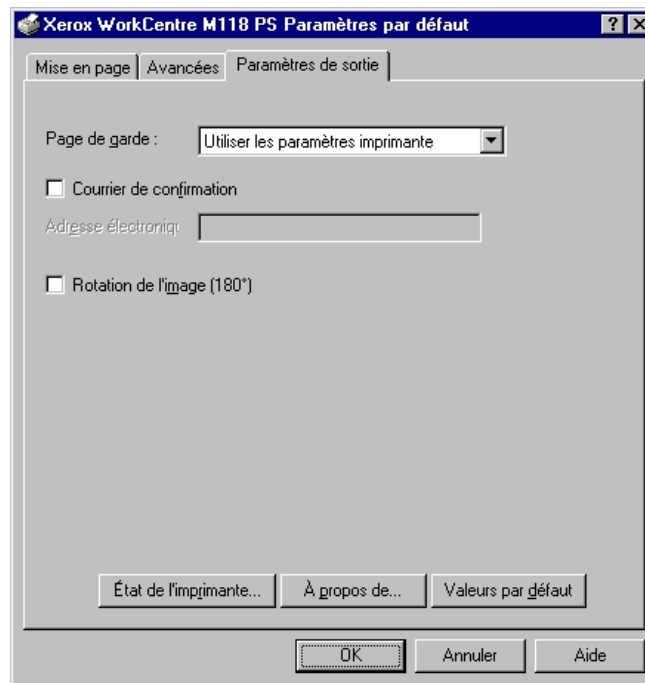 Xerox WorkCentre M118 PS Paramètres par défaut
Mise en page Avancées Paramètres de sortie
Page de garde : Utiliser les paramètres imprimante
Courrier de confirmation
Adresse électroniqu
Rotation de l'image (180°)
État de l'imprimante... À propos de... Valeurs par défaut
OK Annuler Aide